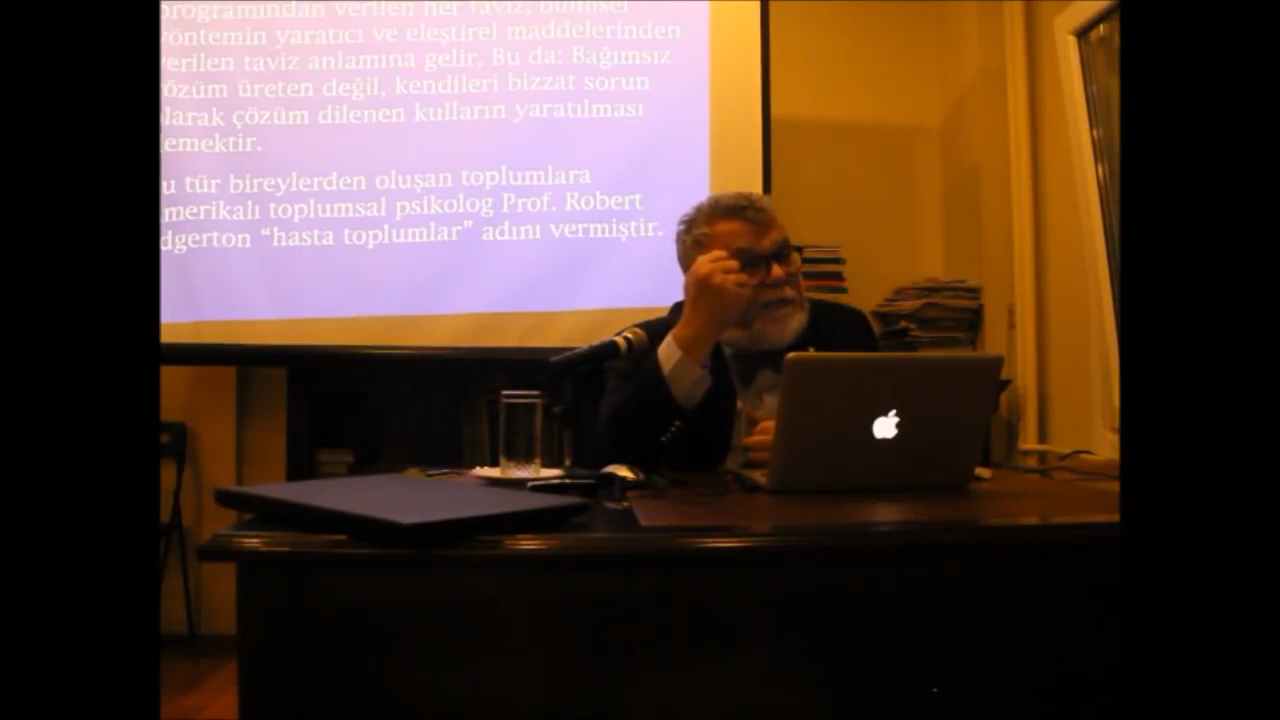 programından verilen her taviz, bilimsel
yöntemin yaratıcı ve eleştirel maddelerinden
verilen taviz anlamına gelir. Bu da: Bağımsız
özüm üreten değil, kendileri bizzat sorun
olarak çözüm dilenen kulların yaratılması
emektir.
u tür bireylerden oluşan toplumlara
merikalı toplumsal psikolog Prof. Robert
dgerton “hasta toplumlar” adını vermiştir.